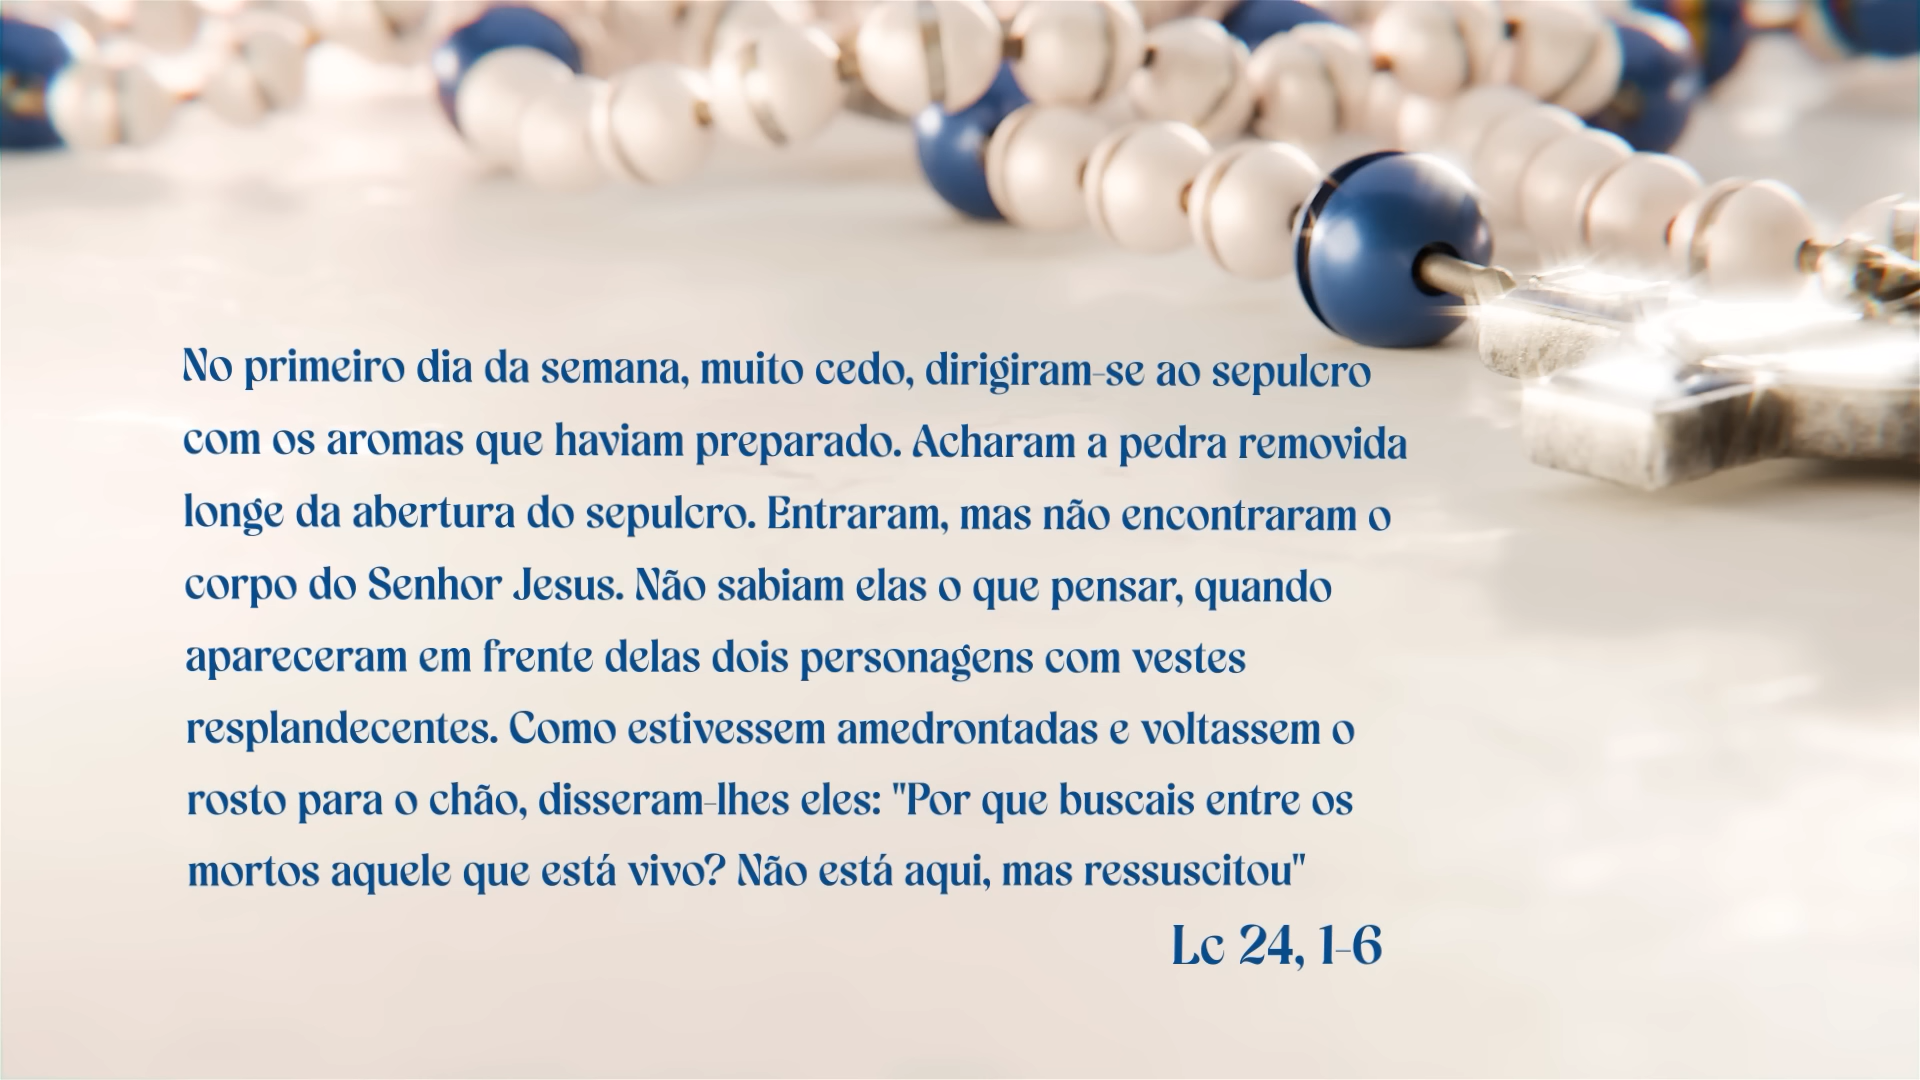 No primeiro dia da semana, muito cedo, dirigiram-se ao sepulcro
com os aromas que haviam preparado. Acharam a pedra removida
longe da abertura do sepulcro. Entraram, mas não encontraram o
corpo do Senhor Jesus. Não sabiam elas o que pensar, quando
apareceram em frente delas dois personagens com vestes
resplandecentes. Como estivessem amedrontadas e voltassem o
rosto para o chão, disseram-lhes eles: "Por que buscais entre os
mortos aquele que está vivo? Não está aqui, mas ressuscitou"
Lc 24, 1-6